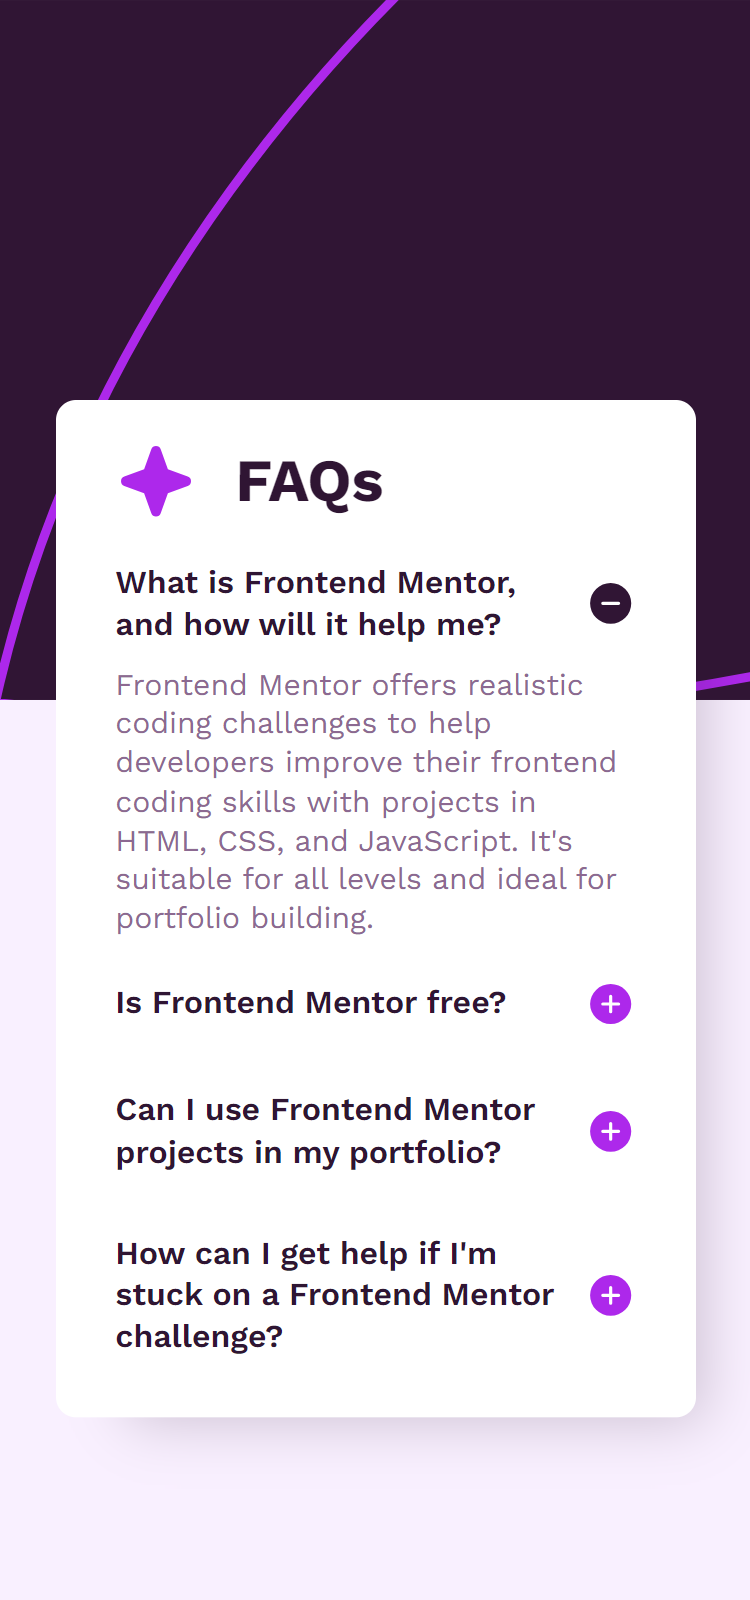 FAQs
What is Frontend Mentor,
and how will it help me?
Frontend Mentor offers realistic
coding challenges to help
developers improve their frontend
coding skills with projects in
HTML, CSS, and JavaScript. It's
suitable for all levels and ideal for
portfolio building.
Is Frontend Mentor free?
Can I use Frontend Mentor
projects in my portfolio?
How can I get help if I'm
stuck on a Frontend Mentor
challenge?